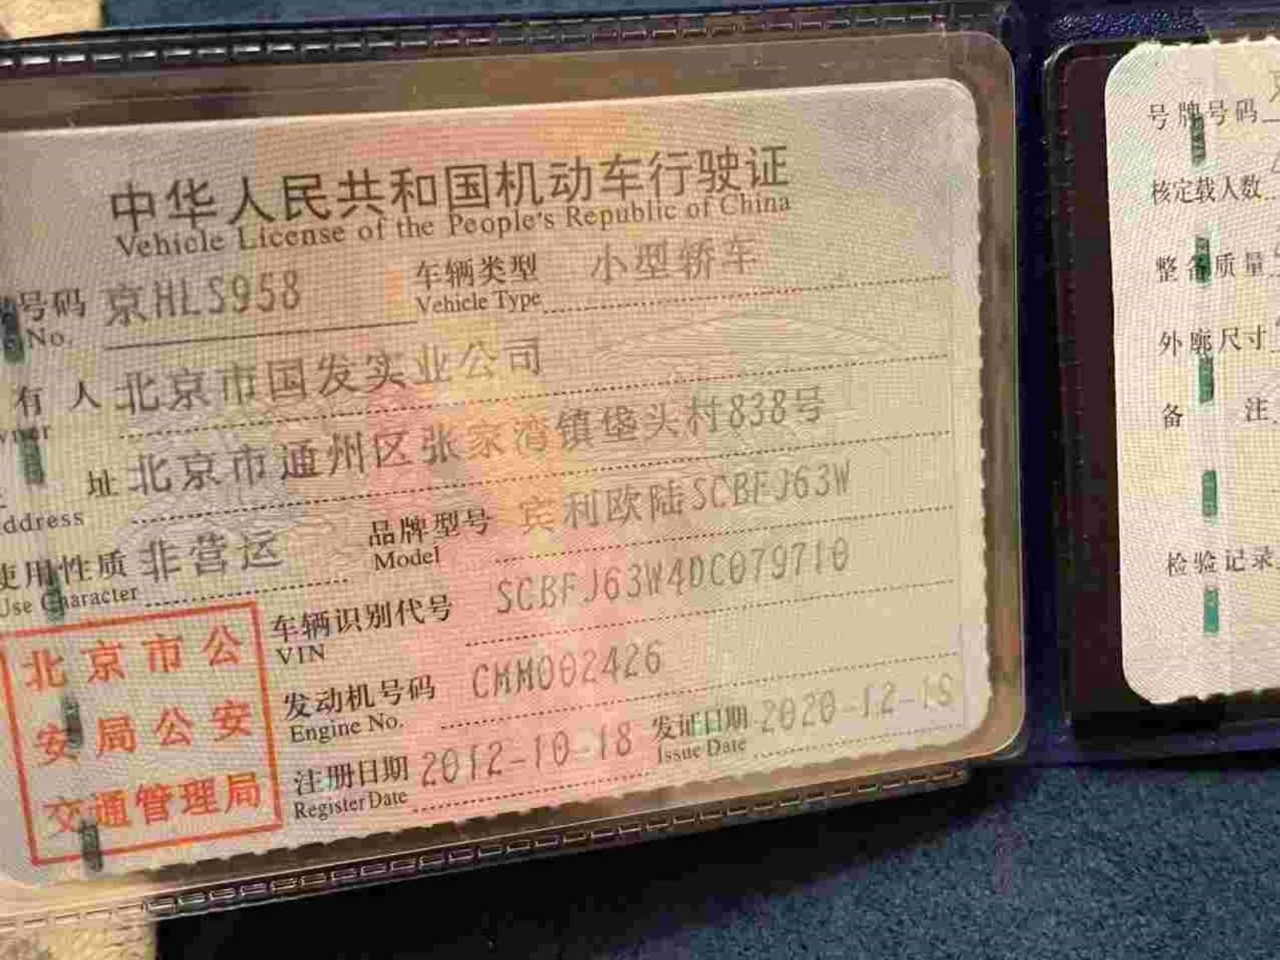 中华人民共和国机动车行驶证
Vehicle License of the People's Republic of China
号码 京HLS958 车辆类型 小型轿车
No. Vehicle Type
有人 北京市国发实业公司
址 北京市通州区张家湾镇垡头村838号
ddress
使用性质 非营运 品牌型号 宾利欧陆SCBFJ63W
Use Character Model
车辆识别代号 SCBFJ63W4DC079710
VIN
发动机号码 CMM002426
Engine No.
注册日期 2012-10-18 发证日期 2020-12-15
Register Date Issue Date
北京市公
安局公安
交通管理局
号牌号码
核定载人数
整备质量
外廓尺寸
备注
检验记录